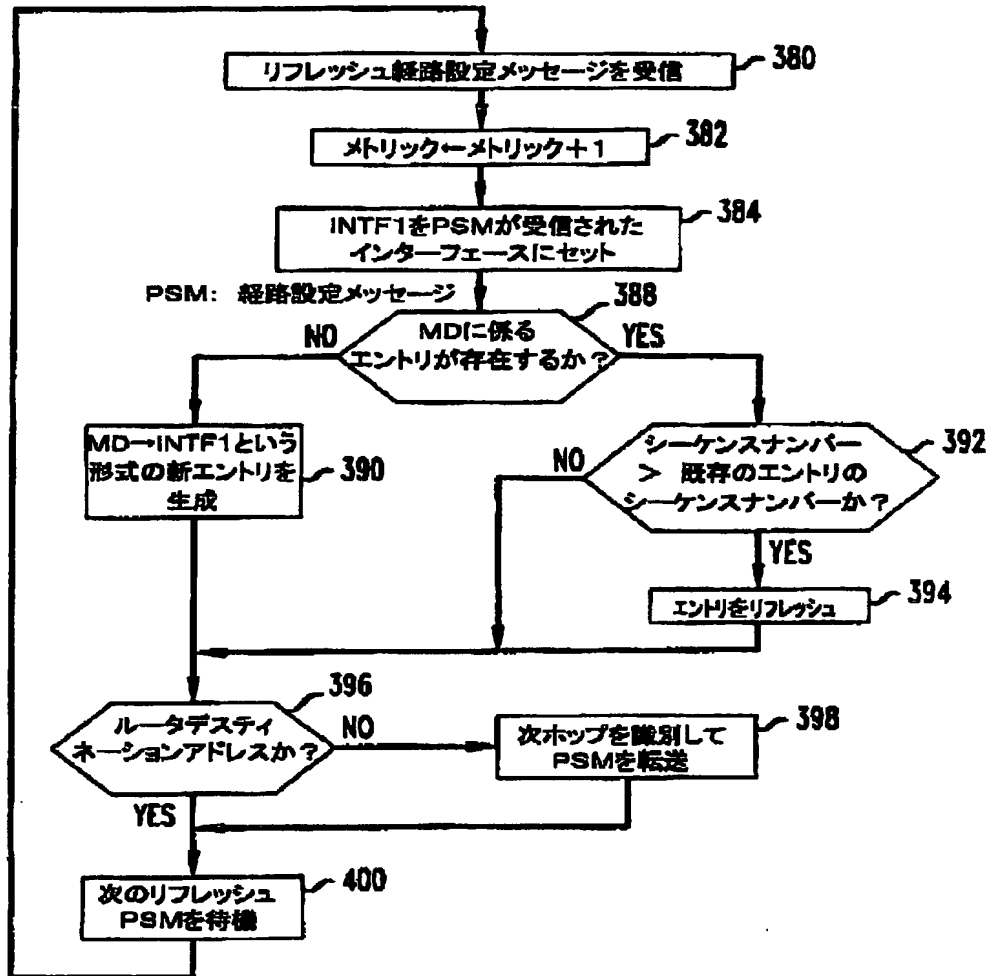 リフレッシュ経路設定メッセージを受信
380
メトリック←メトリック+1
382
INTF1をPSMが受信された
インターフェースにセット
384
PSM: 経路設定メッセージ
388
NO
MDに係る
エントリが存在するか?
YES
MD→INTF1という
形式の新エントリを
生成
390
NO
シーケンスナンバー
> 既存のエントリの
シーケンスナンバーか?
392
YES
エントリをリフレッシュ
394
396
ルータデスティ
ネーションアドレスか?
NO
次ホップを識別して
PSMを転送
398
YES
次のリフレッシュ
PSMを待機
400